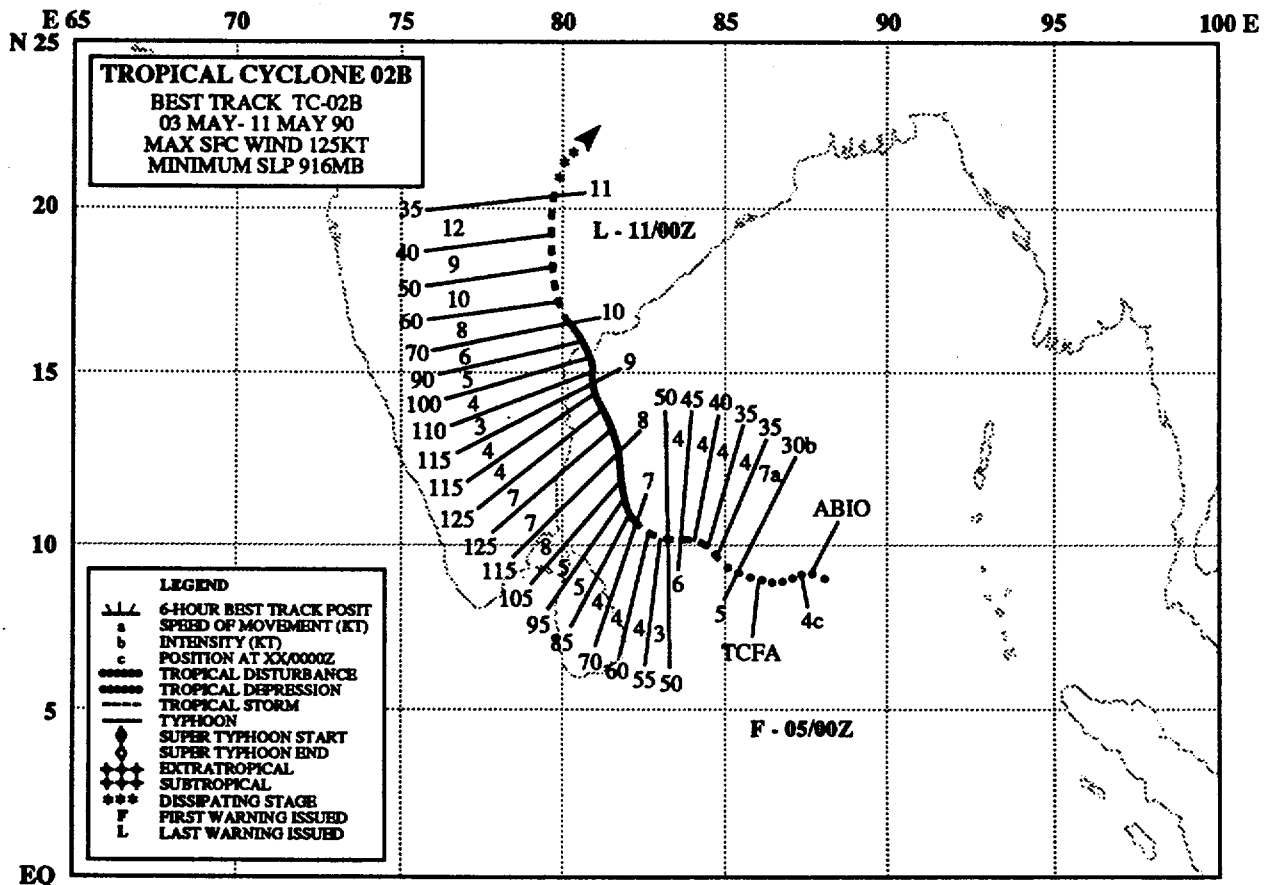 E 65 70 75 80 85 90 95 100 E
N 25
TROPICAL CYCLONE 02B
BEST TRACK TC-02B
03 MAY- 11 MAY 90
MAX SFC WIND 125KT
MINIMUM SLP 916MB
20
15
10
5
EQ
11
35
L - 11/00Z
12
40
9
50
10
60
10
8
70
6
90
5
100
4
110
3
115
4
115
4
125
7
125
7
115
8
105
5
95
5
85
4
70
4
60
4
55
3
50
9
8
7
50 45 40 35 35 30b
4 4 4 4 7a
6
5
ABIO
4c
TCFA
F - 05/00Z
LEGEND
6-HOUR BEST TRACK POSIT
a SPEED OF MOVEMENT (KT)
b INTENSITY (KT)
c POSITION AT XX/0000Z
TROPICAL DISTURBANCE
TROPICAL DEPRESSION
TROPICAL STORM
TYPHOON
SUPER TYPHOON START
SUPER TYPHOON END
EXTRATROPICAL
SUBTROPICAL
*** DISSIPATING STAGE
F FIRST WARNING ISSUED
L LAST WARNING ISSUED